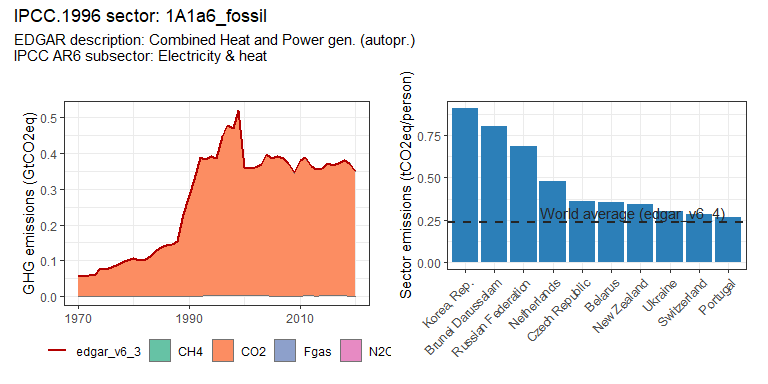 IPCC.1996 sector: 1A1a6_fossil
EDGAR description: Combined Heat and Power gen. (autopr.)
IPCC AR6 subsector: Electricity & heat
GHG emissions (GtCO2eq)
0.5
0.4
0.3
0.2
0.1
0.0
1970
1990
2010
edgar_v6_3
CH4
CO2
Fgas
N2O
Sector emissions (tCO2eq/person)
0.75
0.50
0.25
0.00
World average (edgar_v6_4)
Korea, Rep.
Brunei Darussalam
Russian Federation
Netherlands
Czech Republic
Belarus
New Zealand
Ukraine
Switzerland
Portugal